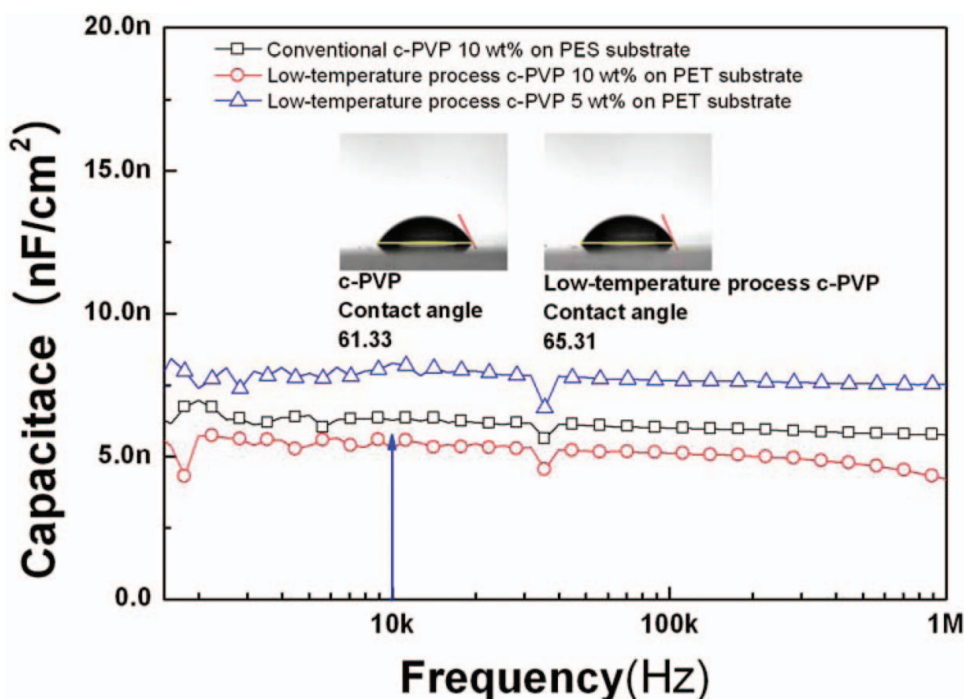 20.0n
15.0n
10.0n
5.0n
0.0
Capacitace (nF/cm²)
Conventional c-PVP 10 wt% on PES substrate
Low-temperature process c-PVP 10 wt% on PET substrate
Low-temperature process c-PVP 5 wt% on PET substrate
c-PVP
Contact angle
61.33
Low-temperature process c-PVP
Contact angle
65.31
10k
100k
1M
Frequency(Hz)